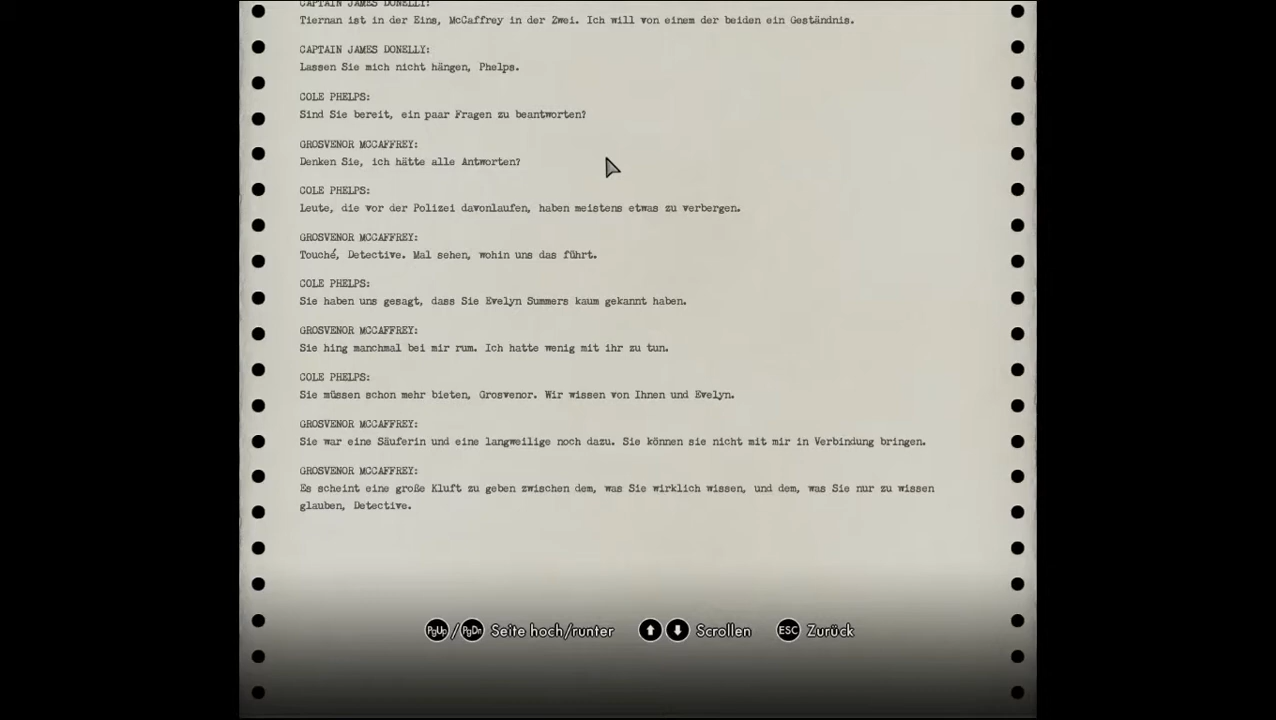 CAPTAIN JAMES DONELLY:
Tiernan ist in der Eins, McCaffrey in der Zwei. Ich will von einem der beiden ein Geständnis.
CAPTAIN JAMES DONELLY:
Lassen Sie mich nicht hängen, Phelps.
COLE PHELPS:
Sind Sie bereit, ein paar Fragen zu beantworten?
GROSVENOR MCCAFFREY:
Denken Sie, ich hätte alle Antworten?
COLE PHELPS:
Leute, die vor der Polizei davonlaufen, haben meistens etwas zu verbergen.
GROSVENOR MCCAFFREY:
Touché, Detective. Mal sehen, wohin uns das führt.
COLE PHELPS:
Sie haben uns gesagt, dass Sie Evelyn Summers kaum gekannt haben.
GROSVENOR MCCAFFREY:
Sie hing manchmal bei mir rum. Ich hatte wenig mit ihr zu tun.
COLE PHELPS:
Sie müssen schon mehr bieten, Grosvenor. Wir wissen von Ihnen und Evelyn.
GROSVENOR MCCAFFREY:
Sie war eine Säuferin und eine langweilige noch dazu. Sie können sie nicht mit mir in Verbindung bringen.
GROSVENOR MCCAFFREY:
Es scheint eine große Kluft zu geben zwischen dem, was Sie wirklich wissen, und dem, was Sie nur zu wissen
glauben, Detective.
PgUp/PgDn Seite hoch/runter Scrollen ESC Zurück